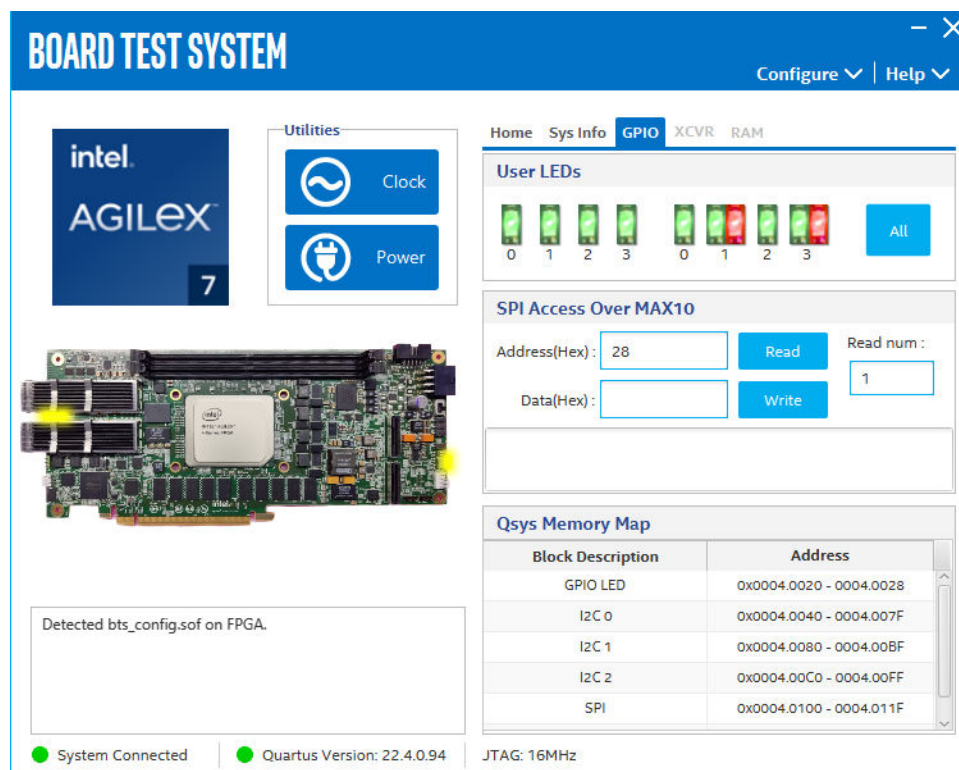 BOARD TEST SYSTEM
Configure | Help
intel.
AGILEX
7
Utilities
Clock
Power
Home Sys Info GPIO XCVR RAM
User LEDs
0 1 2 3 0 1 2 3
All
SPI Access Over MAX10
Address(Hex) : 28 Read Read num :
1
Data(Hex) : Write
Qsys Memory Map
Block Description Address
GPIO LED 0x0004.0020 - 0004.0028
I2C 0 0x0004.0040 - 0004.007F
I2C 1 0x0004.0080 - 0004.00BF
I2C 2 0x0004.00C0 - 0004.00FF
SPI 0x0004.0100 - 0004.011F
Detected bts_config.sof on FPGA.
System Connected Quartus Version: 22.4.0.94 JTAG: 16MHz